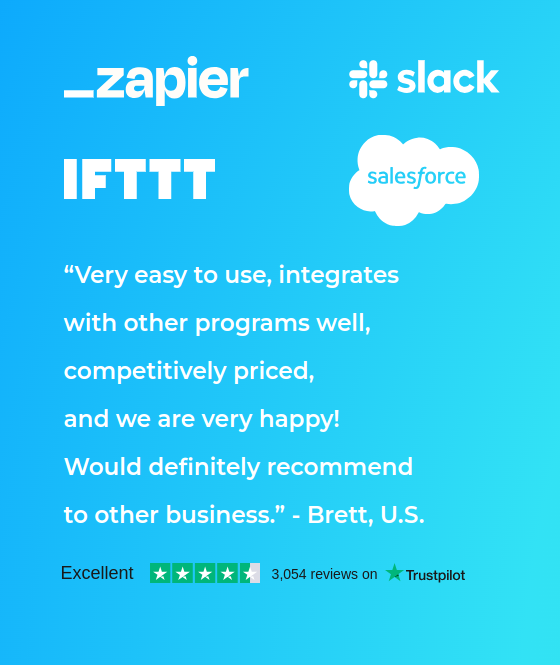 _zapier
slack
IFTTT
salesforce
“Very easy to use, integrates
with other programs well,
competitively priced,
and we are very happy!
Would definitely recommend
to other business.” - Brett, U.S.
Excellent 3,054 reviews on Trustpilot